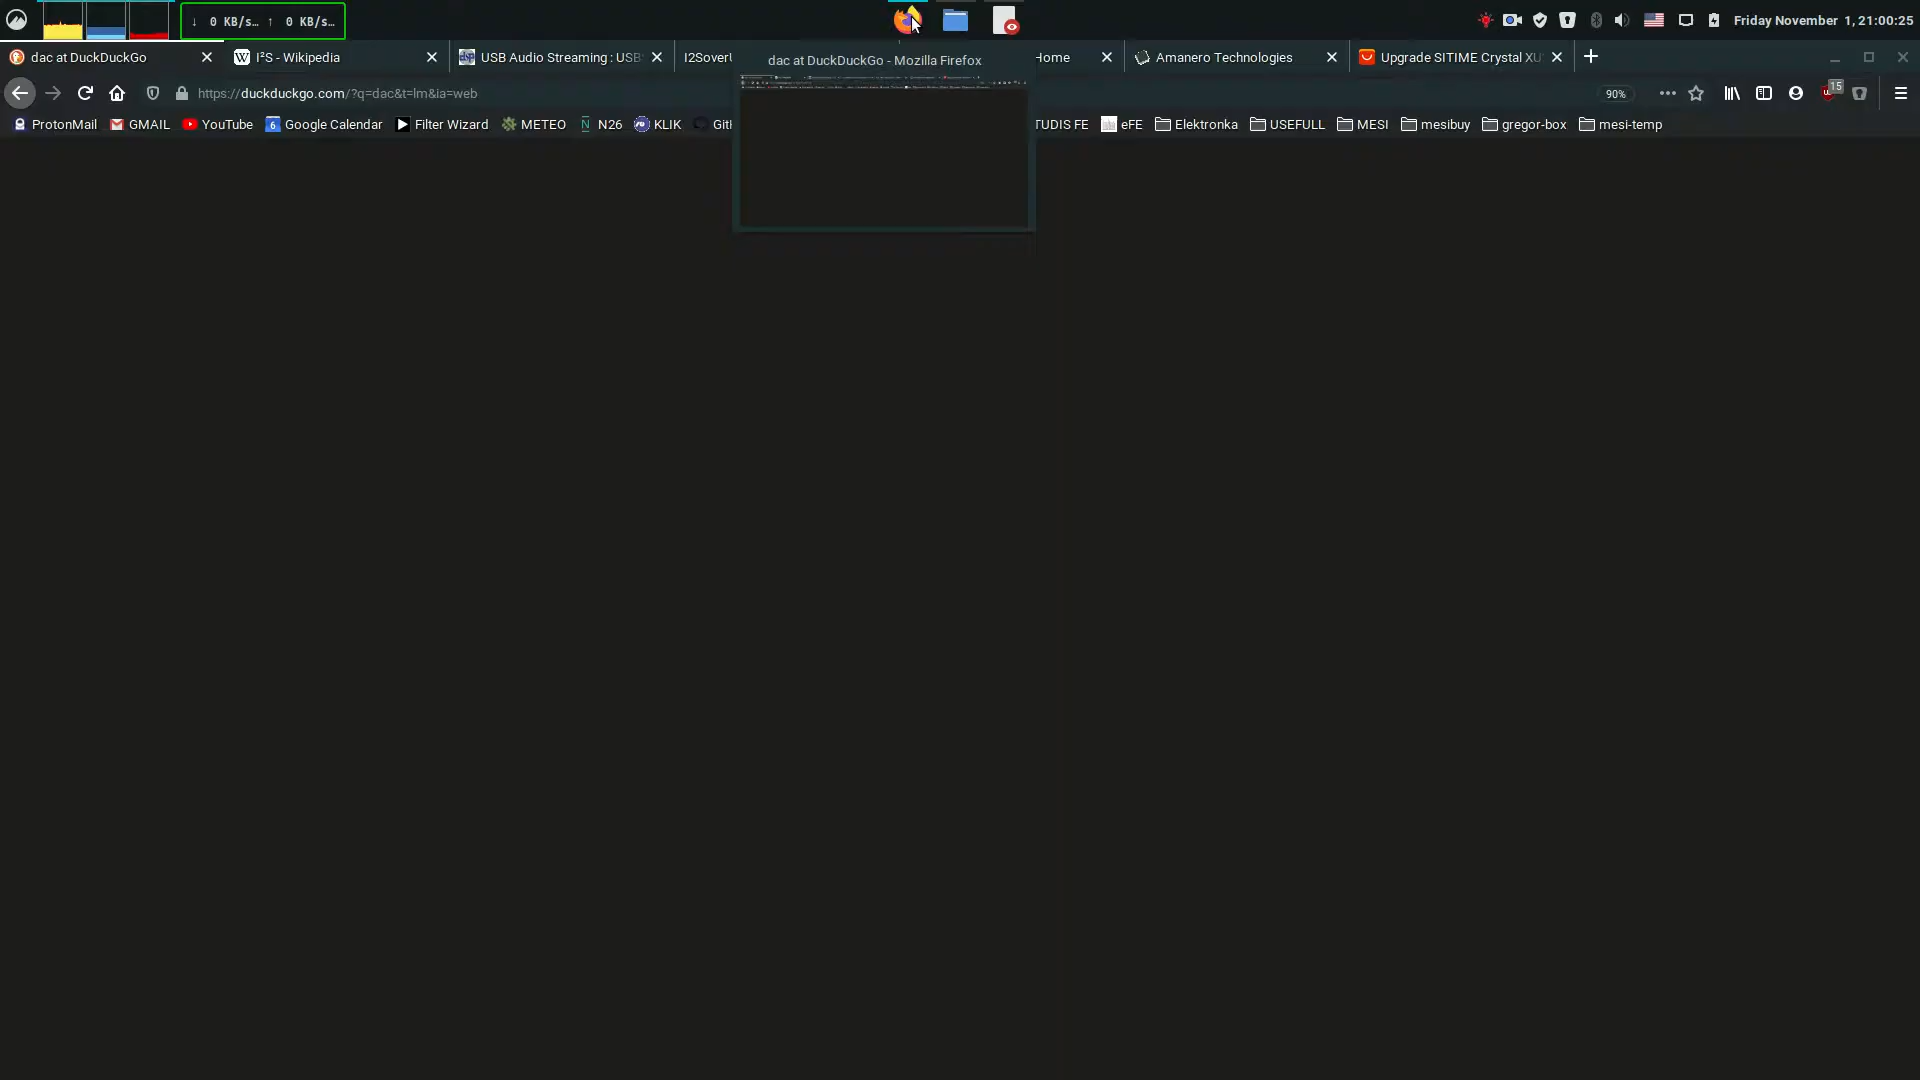 ↓ 0 KB/s… ↑ 0 KB/s…
Friday November 1, 21:00:25
dac at DuckDuckGo
I²S - Wikipedia
USB Audio Streaming : USB
I2SoverU
dac at DuckDuckGo - Mozilla Firefox
Home
Amanero Technologies
Upgrade SITIME Crystal XU
https://duckduckgo.com/?q=dac&t=lm&ia=web
90%
15
ProtonMail
GMAIL
YouTube
6 Google Calendar
Filter Wizard
METEO
N N26
KLIK
GitH
TUDIS FE
eFE
Elektronka
USEFULL
MESI
mesibuy
gregor-box
mesi-temp